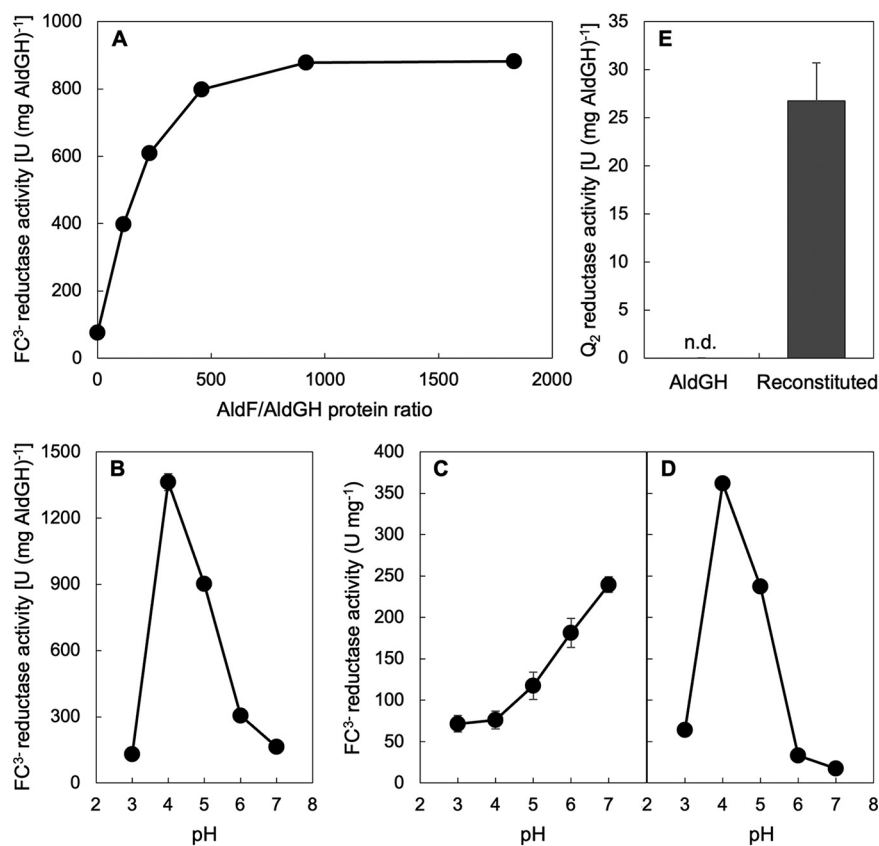 A
FC³⁻ reductase activity [U (mg AldGH)⁻¹]
1000
800
600
400
200
0
0 500 1000 1500 2000
AldF/AldGH protein ratio
E
Q₂ reductase activity [U (mg AldGH)⁻¹]
35
30
25
20
15
10
5
0
n.d.
AldGH Reconstituted
B
FC³⁻ reductase activity [U (mg AldGH)⁻¹]
1500
1200
900
600
300
0
2 3 4 5 6 7 8
pH
C
FC³⁻ reductase activity (U mg⁻¹)
400
350
300
250
200
150
100
50
0
2 3 4 5 6 7
pH
D
2 3 4 5 6 7 8
pH